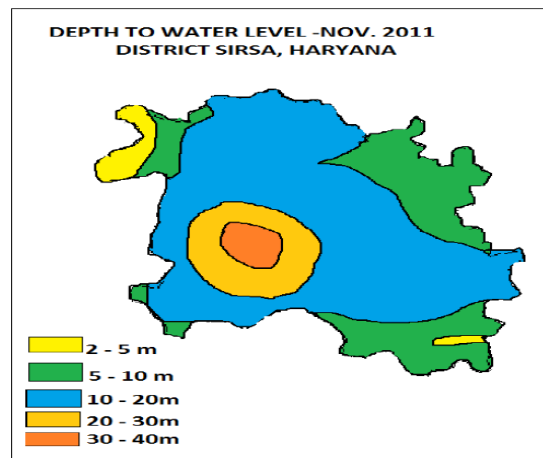 DEPTH TO WATER LEVEL -NOV. 2011
DISTRICT SIRSA, HARYANA
2 - 5 m
5 - 10 m
10 - 20m
20 - 30m
30 - 40m